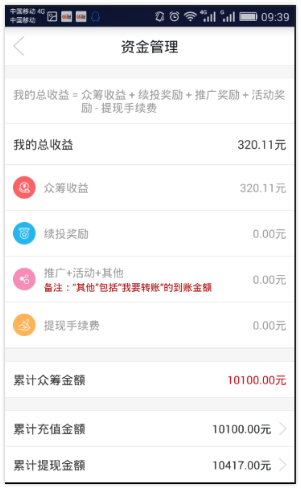 中国移动 4G
中国移动
09:39
资金管理
我的总收益 = 众筹收益 + 续投奖励 + 推广奖励 + 活动奖
励 - 提现手续费
我的总收益 320.11元
众筹收益 320.11元
续投奖励 0.00元
推广+活动+其他 0.00元
备注：“其他”包括“我要转账”的到账金额
提现手续费 0.00元
累计众筹金额 10100.00元
累计充值金额 10100.00元
累计提现金额 10417.00元